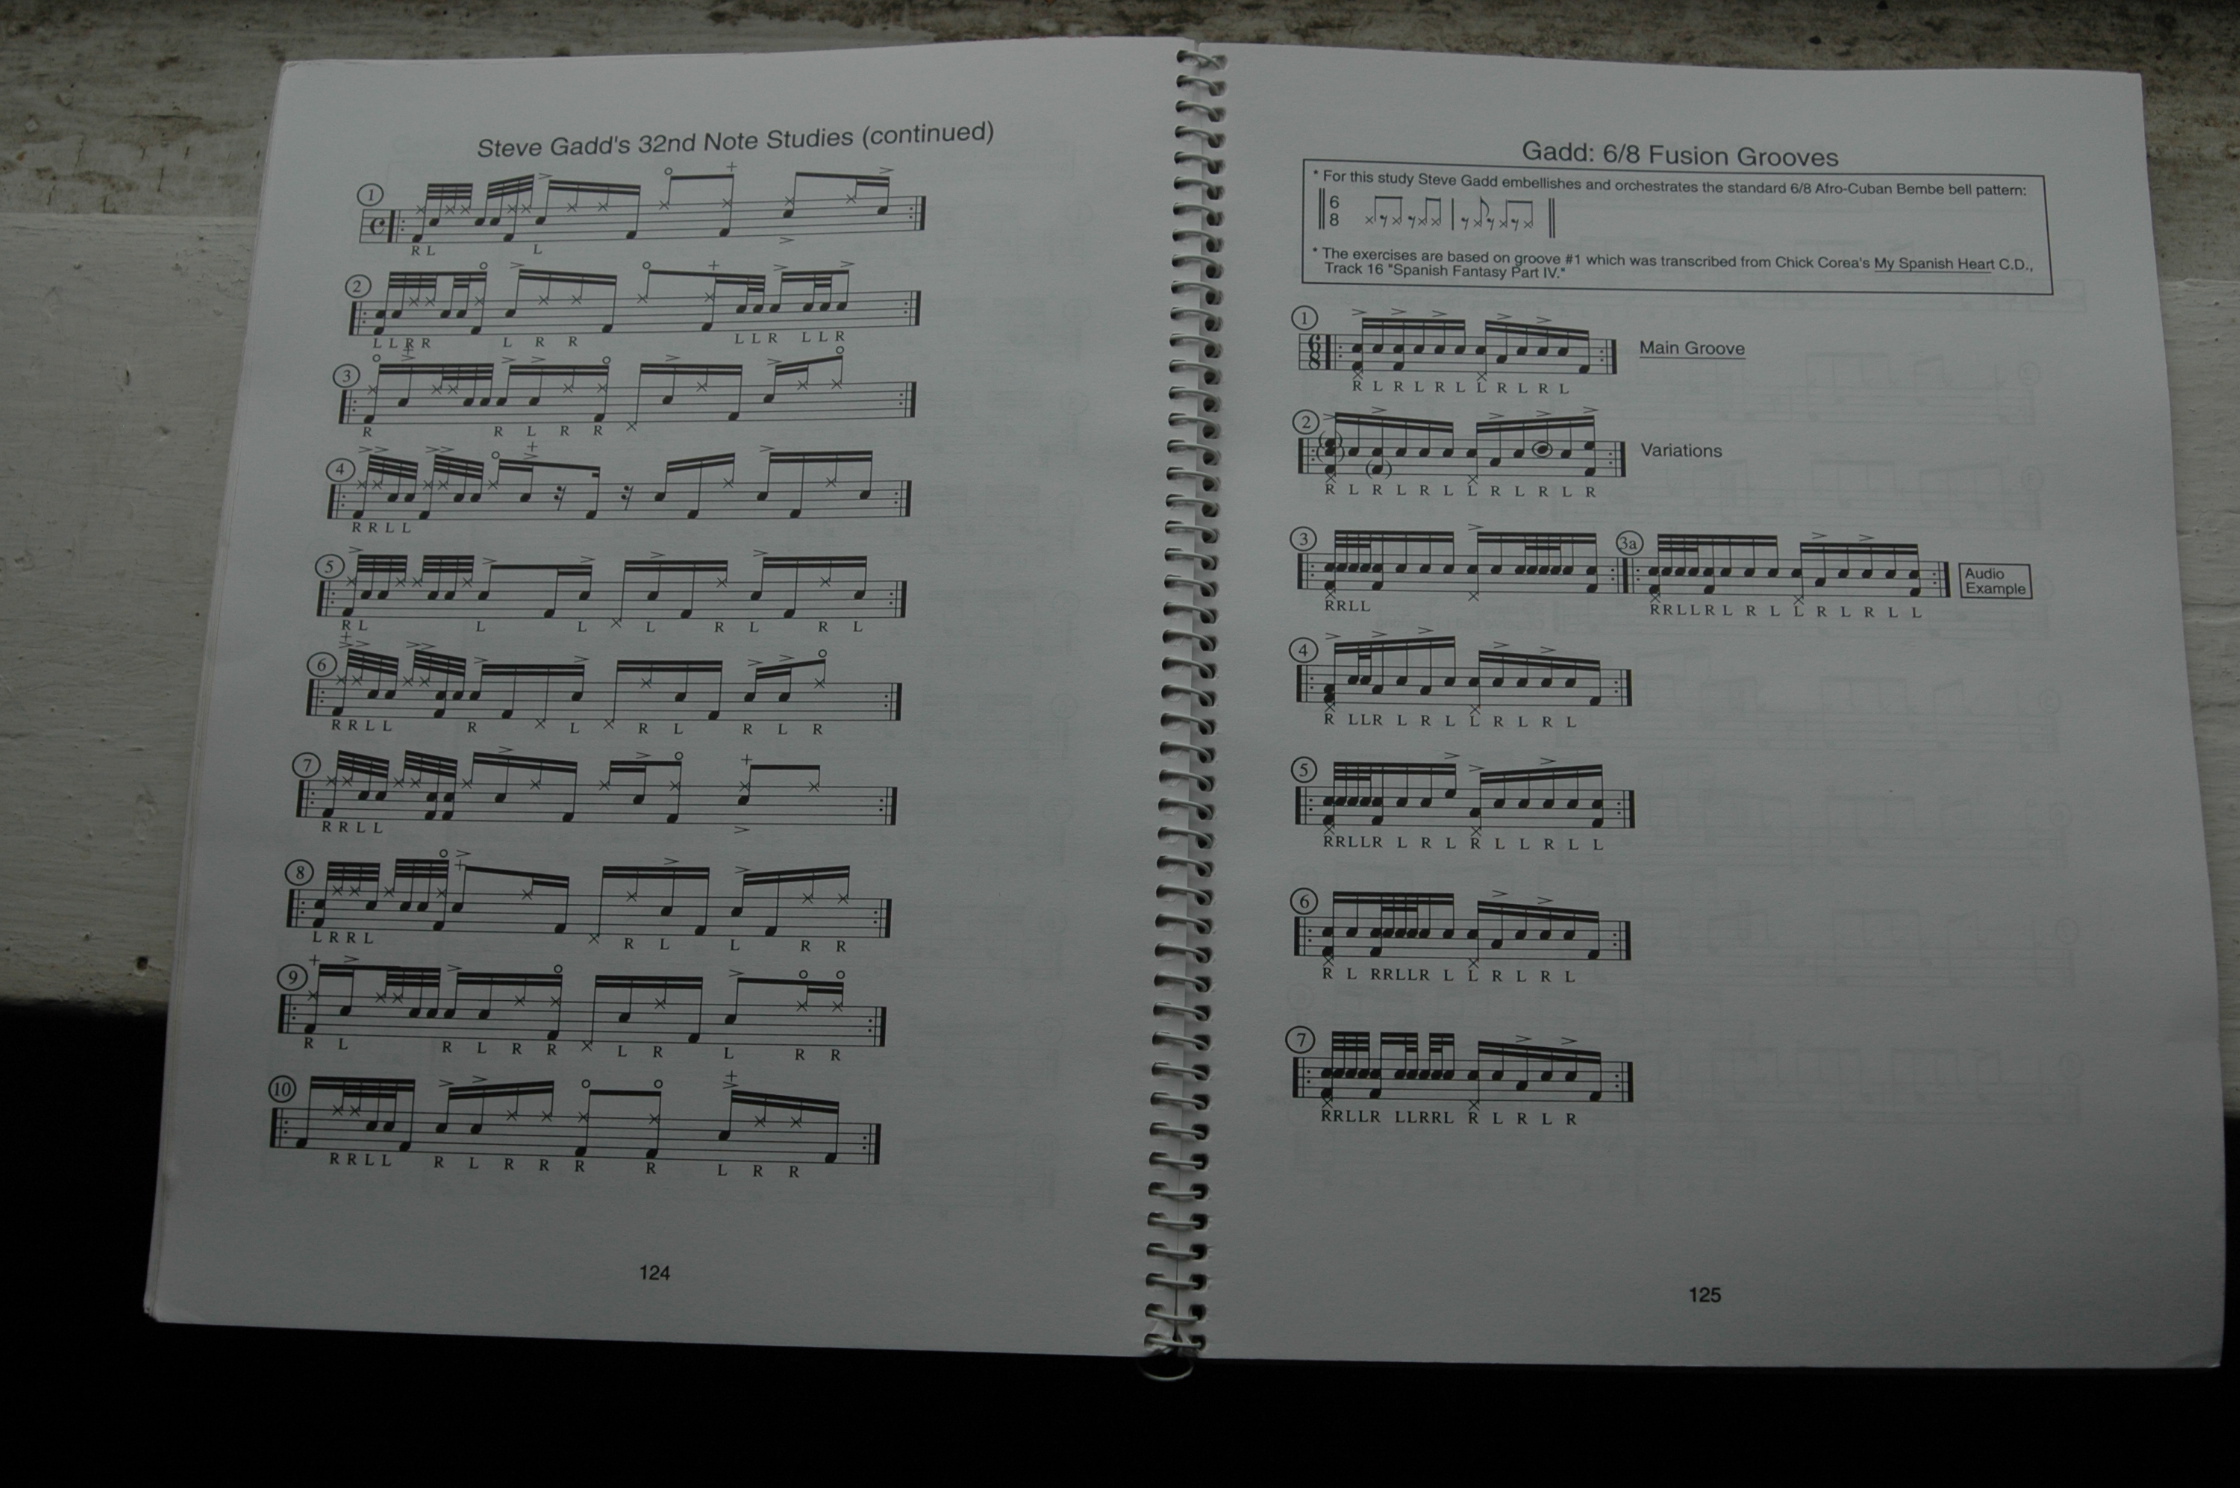 Steve Gadd's 32nd Note Studies (continued)
1
R L L
2
L L R R L R R L L R L L R
3
R R L R R
4
R R L L
5
R L L L L R L R L
6
R R L L R L R L R L R
7
R R L L
8
L R R L R L L R R
9
R L R L R R L R L R R
10
R R L L R L R R R R L R R
124
Gadd: 6/8 Fusion Grooves
* For this study Steve Gadd embellishes and orchestrates the standard 6/8 Afro-Cuban Bembe bell pattern:
6
8
* The exercises are based on groove #1 which was transcribed from Chick Corea's My Spanish Heart C.D.,
Track 16 "Spanish Fantasy Part IV."
1
6
8
Main Groove
R L R L R L L R L R L
2
Variations
R L R L R L L R L R L R
3
RRLL
3a
Audio
Example
RRLLRL R L L R L R L L
4
R LLR L R L L R L R L
5
RRLLR L R L R L L R L L
6
R L RRLLR L L R L R L
7
RRLLR LLRRL R L R L R
125